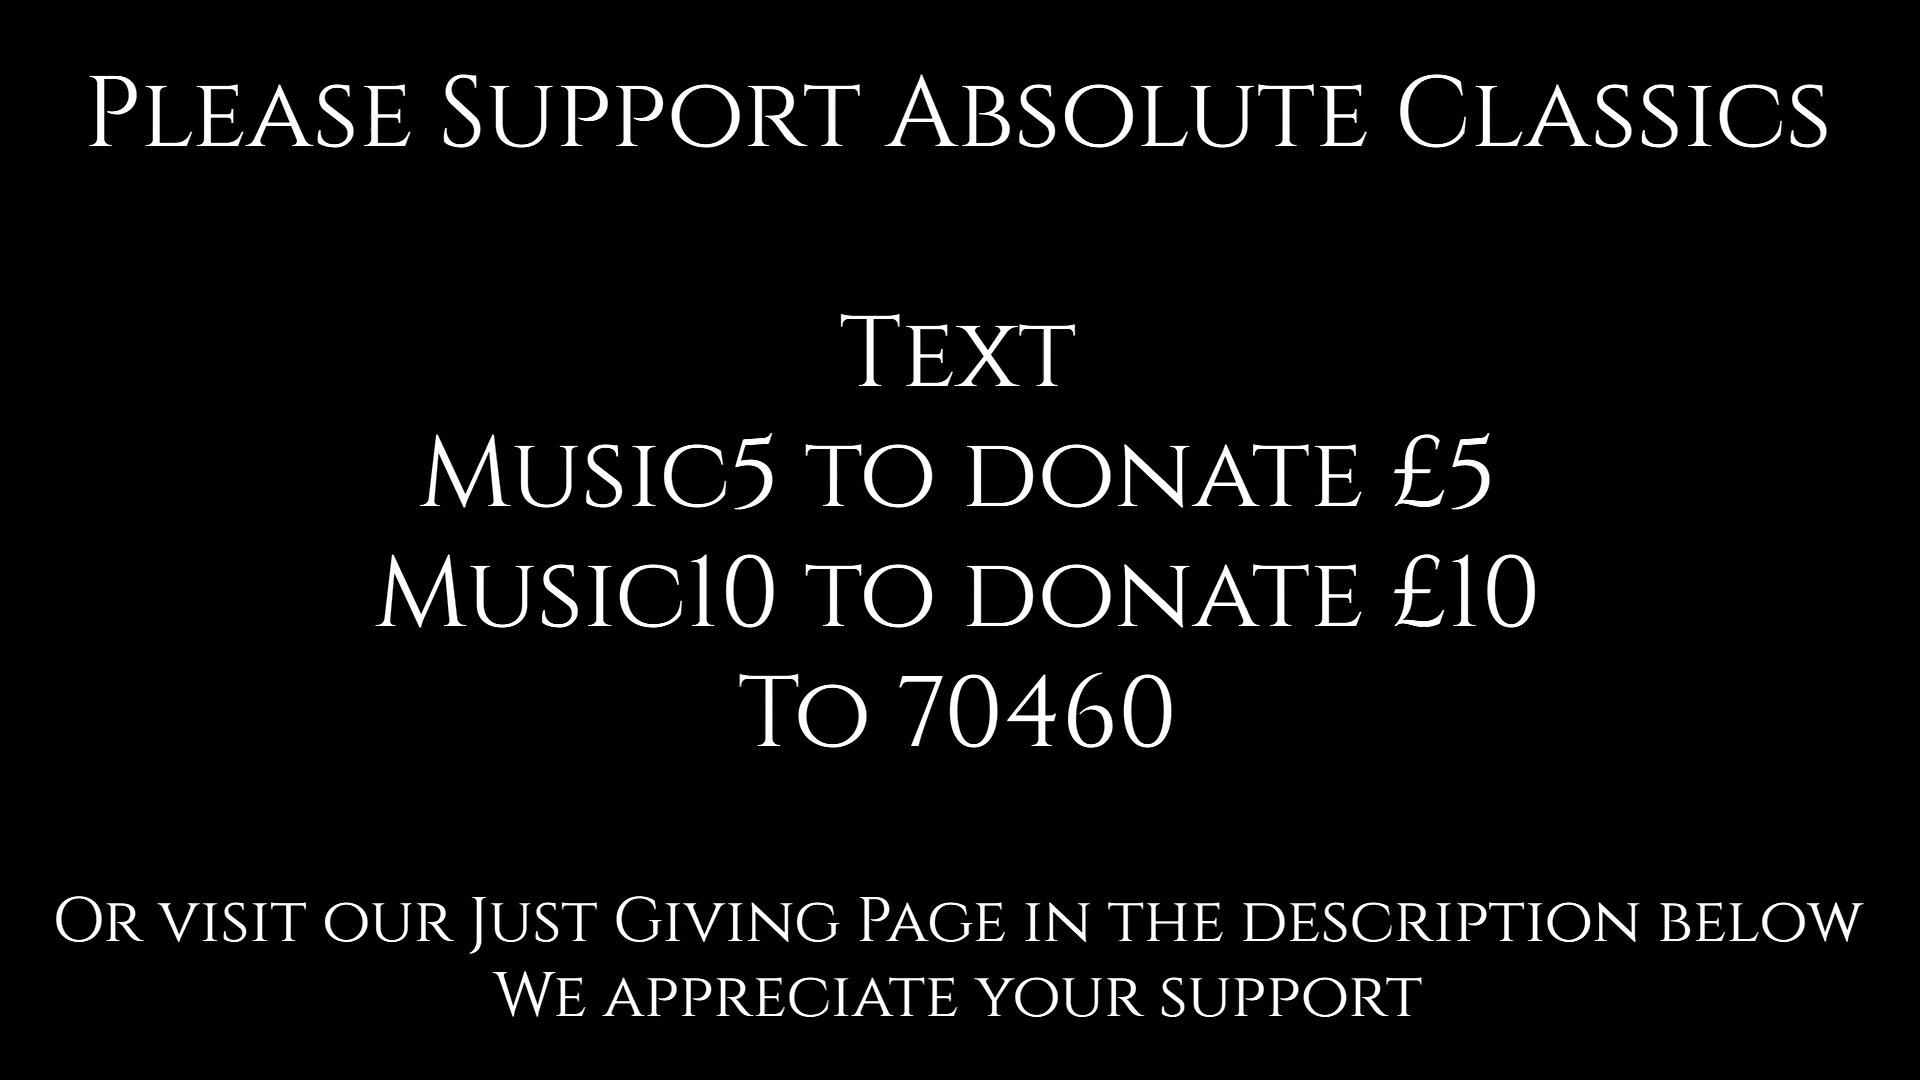 Please Support Absolute Classics
Text
Music5 to donate £5
Music10 to donate £10
To 70460
Or visit our Just Giving Page in the description below
We appreciate your support